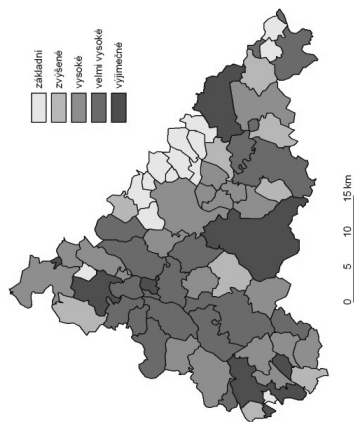 základní
zvýšené
vysoké
velmi vysoké
výjimečné
0 5 10 15 km